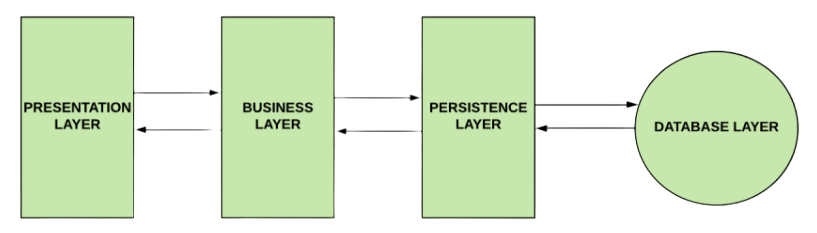 PRESENTATION
LAYER
BUSINESS
LAYER
PERSISTENCE
LAYER
DATABASE LAYER